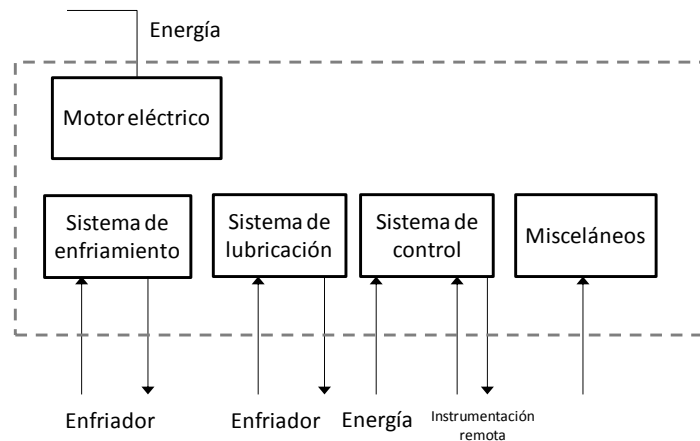 Energía
Motor eléctrico
Sistema de
enfriamiento
Sistema de
lubricación
Sistema de
control
Misceláneos
Enfriador
Enfriador
Energía
Instrumentación
remota